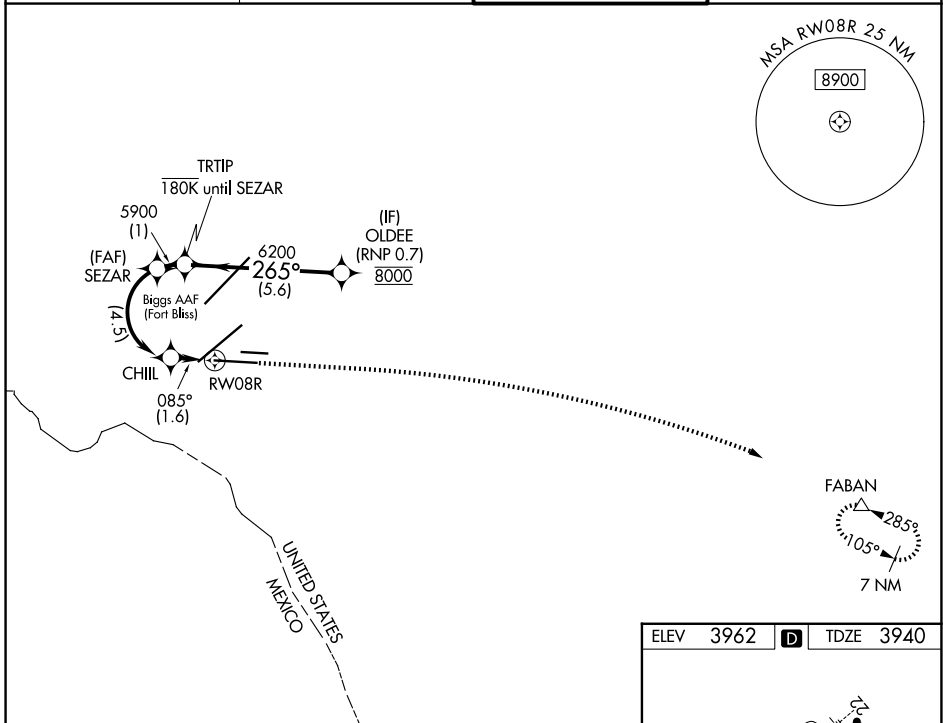 MSA RW08R 25 NM
8900
TRTIP
180K until SEZAR
5900
(1)
(FAF)
SEZAR
6200
265°
(5.6)
(IF)
OLDEE
(RNP 0.7)
8000
Biggs AAF
(Fort Bliss)
(4.5)
CHIIL
RW08R
085°
(1.6)
FABAN
285°
105°
7 NM
UNITED STATES
MEXICO
ELEV 3962 D TDZE 3940
22